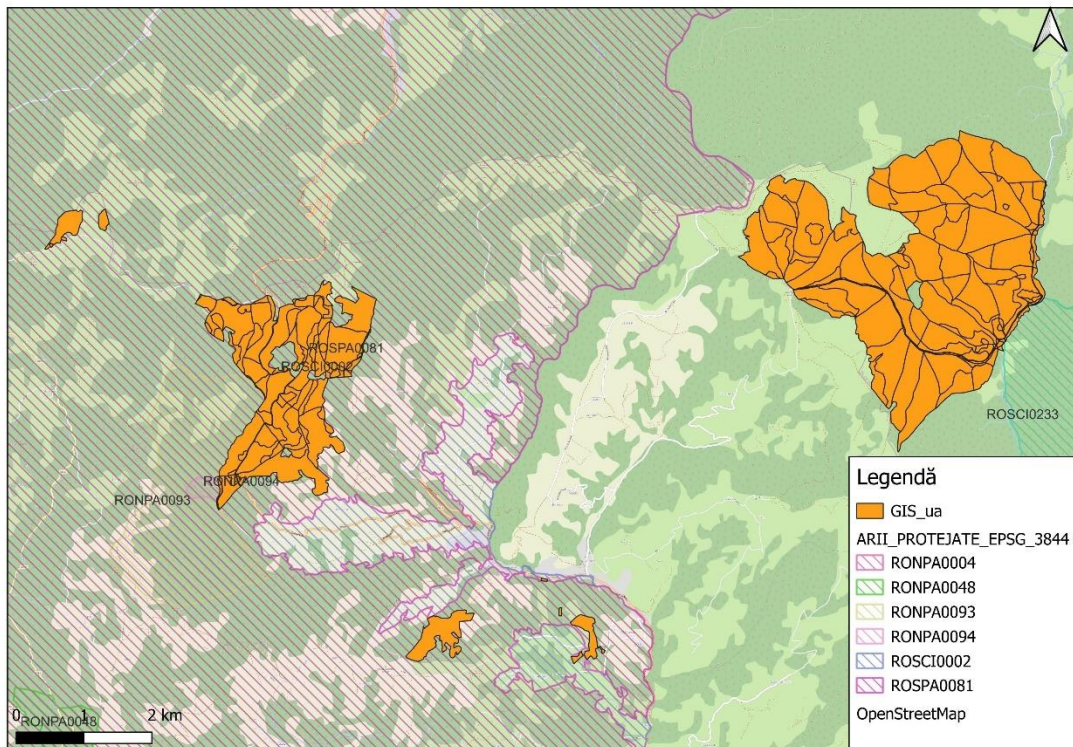 ROSPA0081
ROSCI0002
RONPA0094
RONPA0093
ROSCI0233
RONPA0048
0 1 2 km
Legendă
GIS_ua
ARII_PROTEJATE_EPSG_3844
RONPA0004
RONPA0048
RONPA0093
RONPA0094
ROSCI0002
ROSPA0081
OpenStreetMap